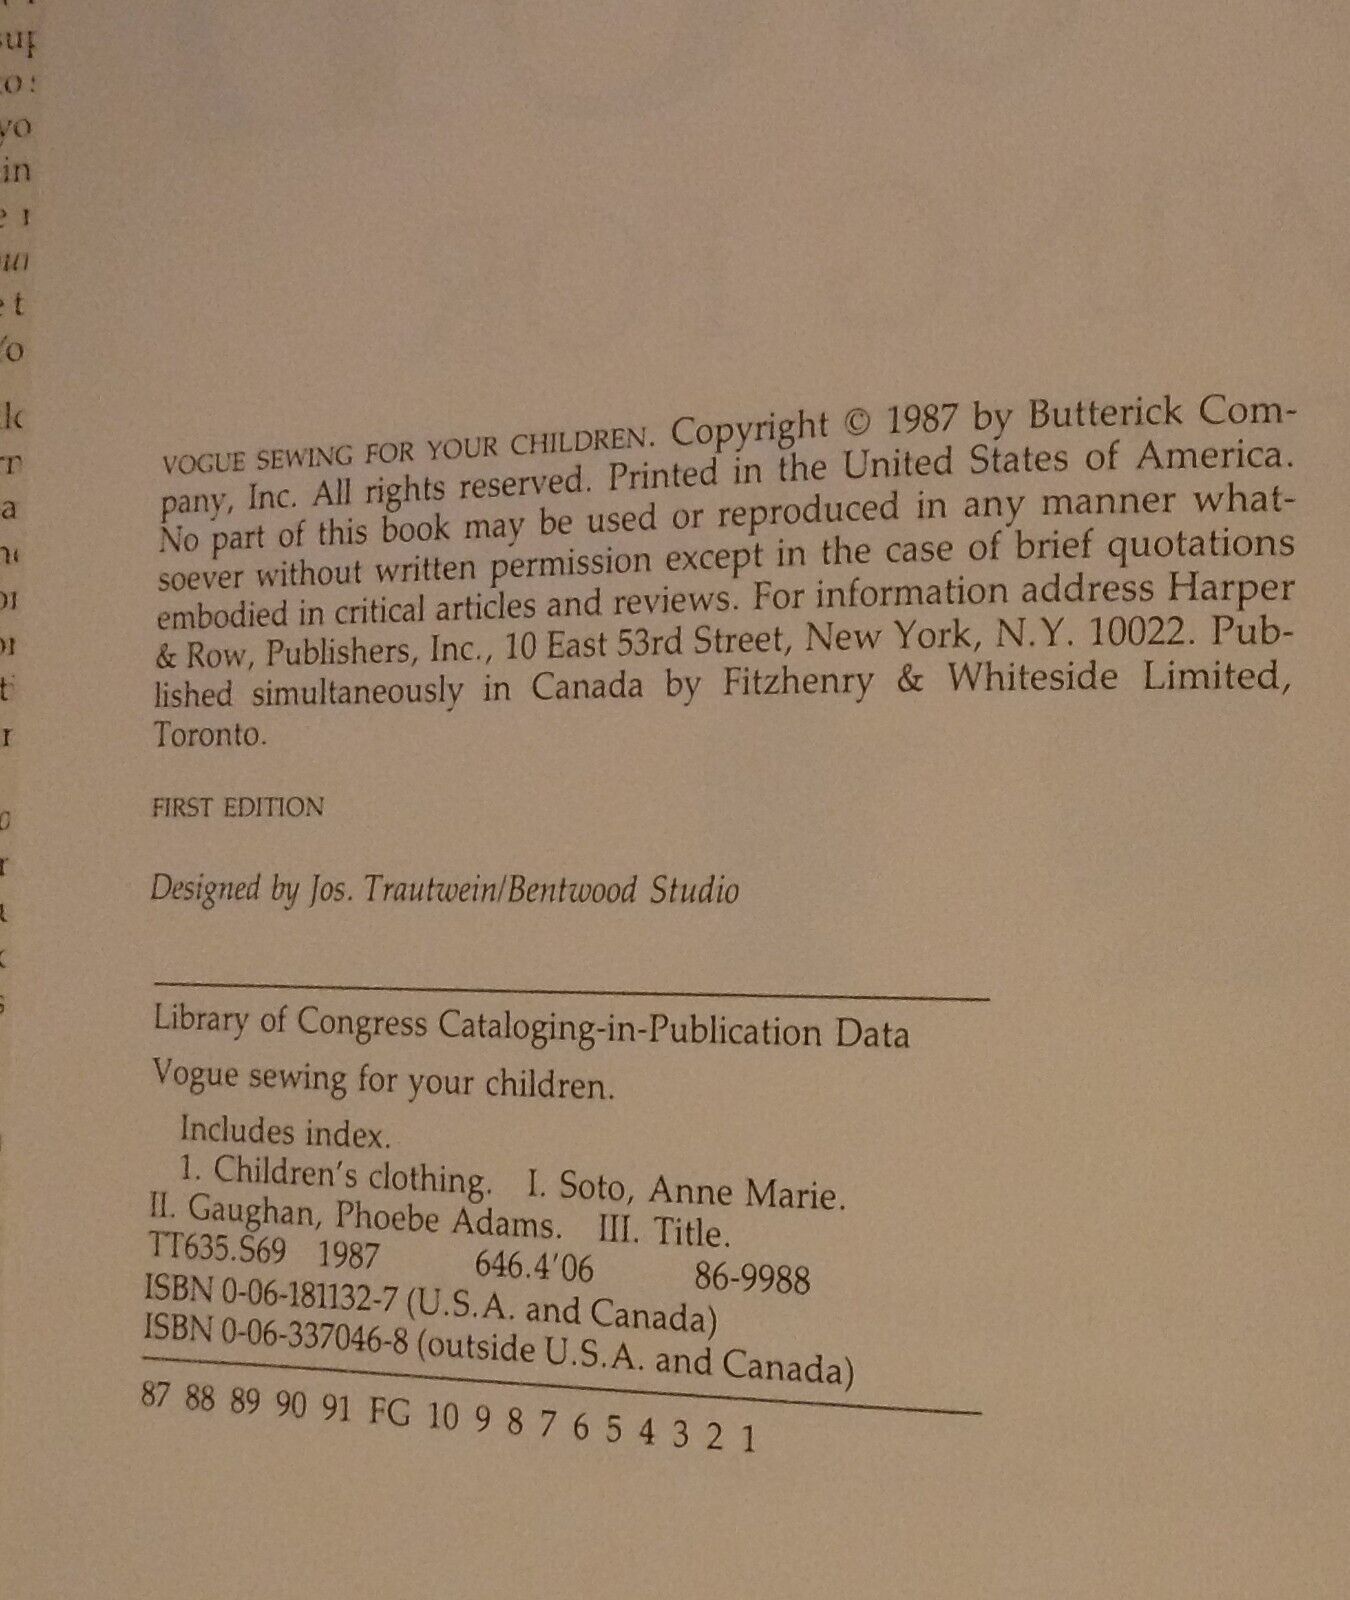 VOGUE SEWING FOR YOUR CHILDREN. Copyright © 1987 by Butterick Com-
pany, Inc. All rights reserved. Printed in the United States of America.
No part of this book may be used or reproduced in any manner what-
soever without written permission except in the case of brief quotations
embodied in critical articles and reviews. For information address Harper
& Row, Publishers, Inc., 10 East 53rd Street, New York, N.Y. 10022. Pub-
lished simultaneously in Canada by Fitzhenry & Whiteside Limited,
Toronto.
FIRST EDITION
Designed by Jos. Trautwein/Bentwood Studio
Library of Congress Cataloging-in-Publication Data
Vogue sewing for your children.
Includes index.
1. Children's clothing. I. Soto, Anne Marie.
II. Gaughan, Phoebe Adams. III. Title.
TT635.S69 1987 646.4'06 86-9988
ISBN 0-06-181132-7 (U.S.A. and Canada)
ISBN 0-06-337046-8 (outside U.S.A. and Canada)
87 88 89 90 91 FG 10 9 8 7 6 5 4 3 2 1